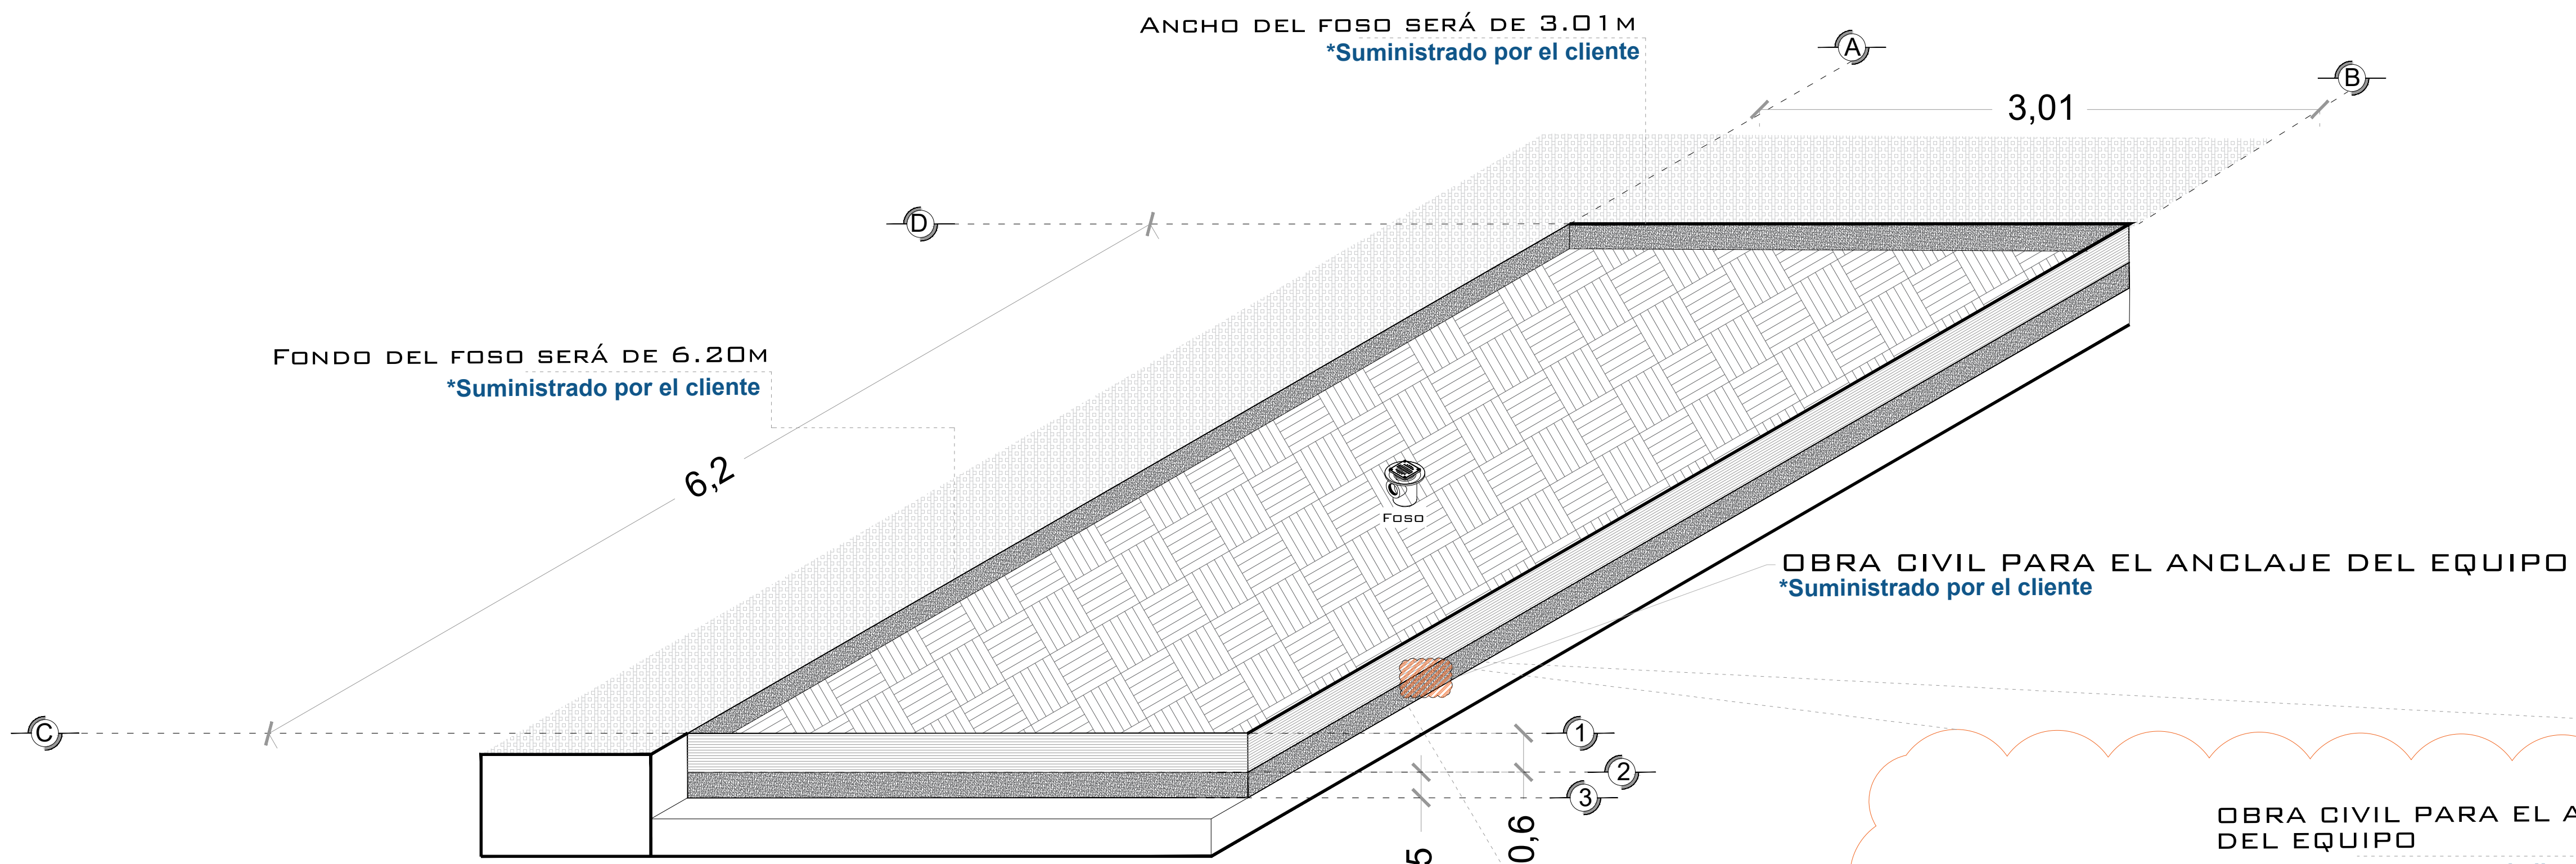 ANCHO DEL FOSO SERÁ DE 3.01M
*Suministrado por el cliente
A
B
3,01
D
FONDO DEL FOSO SERÁ DE 6.20M
*Suministrado por el cliente
6,2
FOSO
OBRA CIVIL PARA EL ANCLAJE DEL EQUIPO
*Suministrado por el cliente
C
1
2
3
0,6
5
OBRA CIVIL PARA EL A
DEL EQUIPO